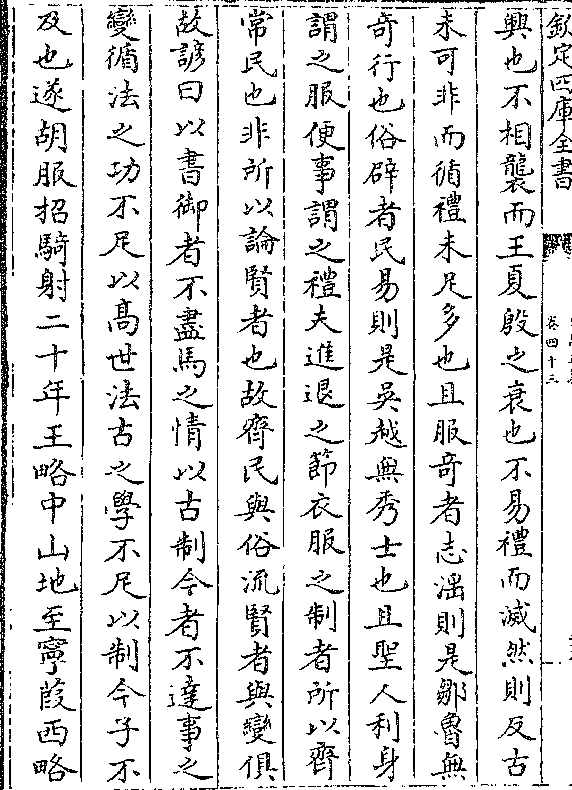 欽定四庫全書
卷四十三
興也不相襲而王夏殷之衰也不易禮而滅然則反古
未可非而循禮未足多也且服奇者志淫則是鄒魯無
奇行也俗辟者民易則是吳越無秀士也且聖人利身
謂之服便事謂之禮夫進退之節衣服之制者所以齊
常民也非所以論賢者也故齊民與俗流賢者與變俱
故諺曰以書御者不盡馬之情以古制今者不達事之
變循法之功不足以高世法古之學不足以制今子不
及也遂胡服招騎射二十年王略中山地至寧葭西略